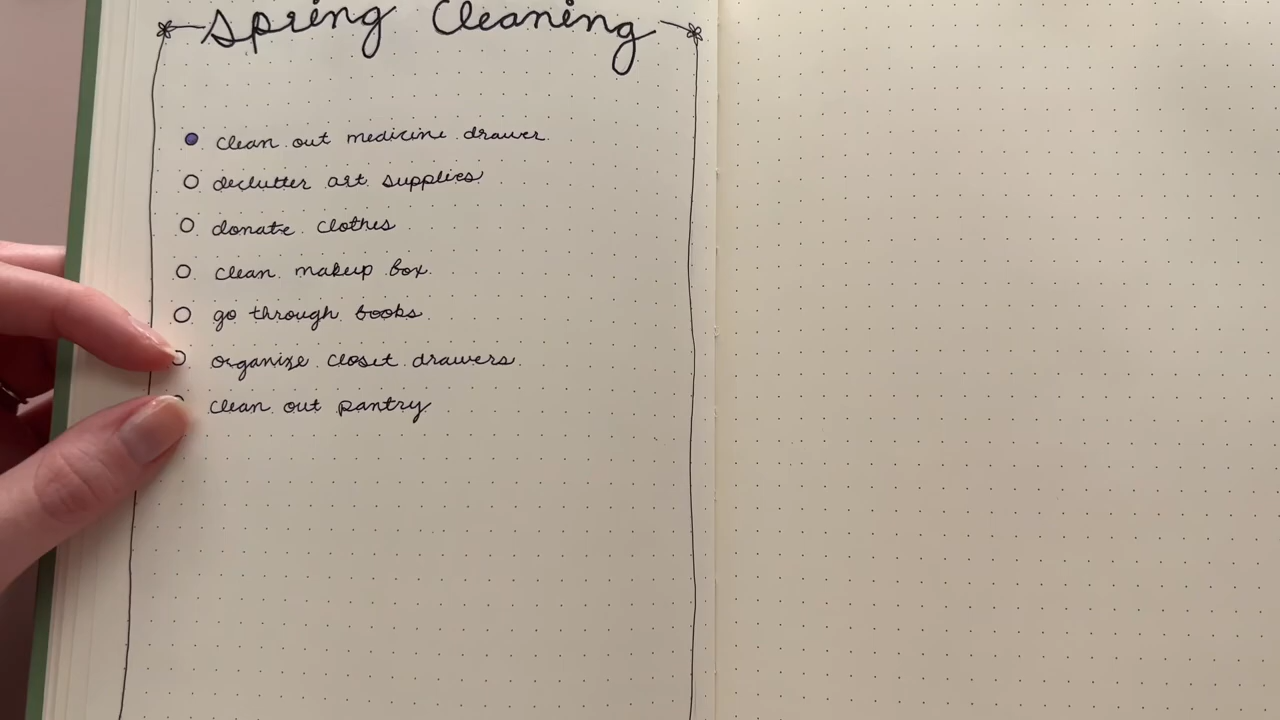 Spring Cleaning
clean out medicine drawer
declutter art supplies
donate clothes
clean makeup box
go through books
organize closet drawers
clean out pantry